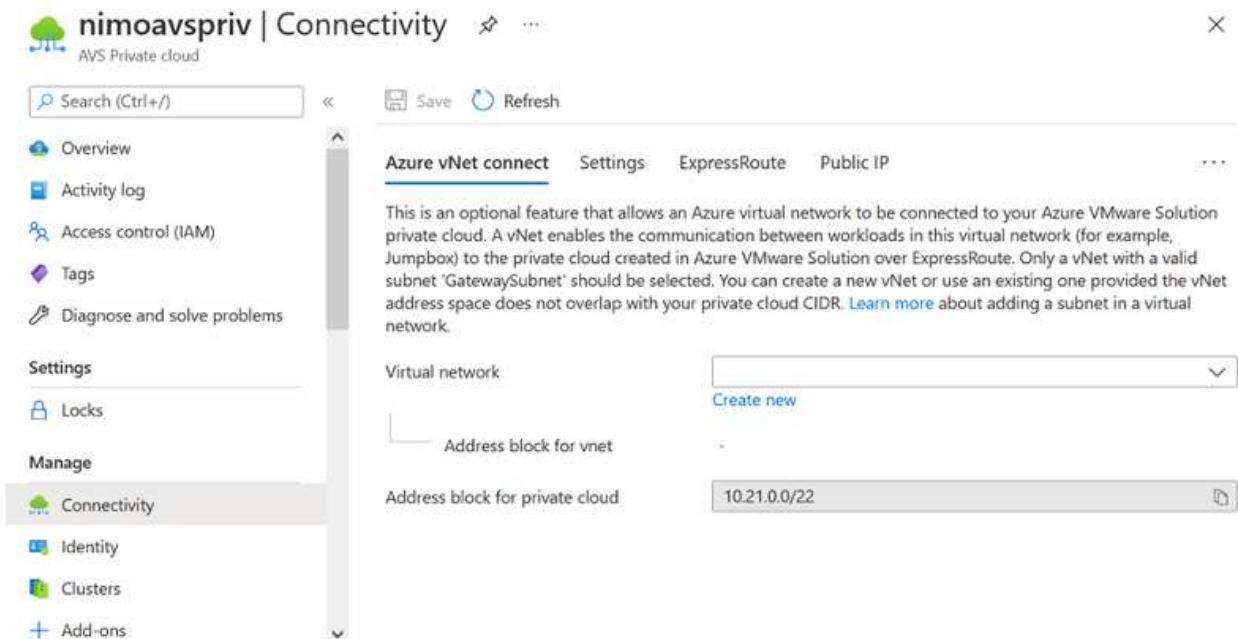 nimoavspriv | Connectivity ...
AVS Private cloud
Search (Ctrl+/)
«
Save
Refresh
Overview
Activity log
Access control (IAM)
Tags
Diagnose and solve problems
Settings
Locks
Manage
Connectivity
Identity
Clusters
Add-ons
Azure vNet connect Settings ExpressRoute Public IP ...
This is an optional feature that allows an Azure virtual network to be connected to your Azure VMware Solution
private cloud. A vNet enables the communication between workloads in this virtual network (for example,
Jumpbox) to the private cloud created in Azure VMware Solution over ExpressRoute. Only a vNet with a valid
subnet 'GatewaySubnet' should be selected. You can create a new vNet or use an existing one provided the vNet
address space does not overlap with your private cloud CIDR. Learn more about adding a subnet in a virtual
network.
Virtual network
Create new
Address block for vnet -
Address block for private cloud 10.21.0.0/22